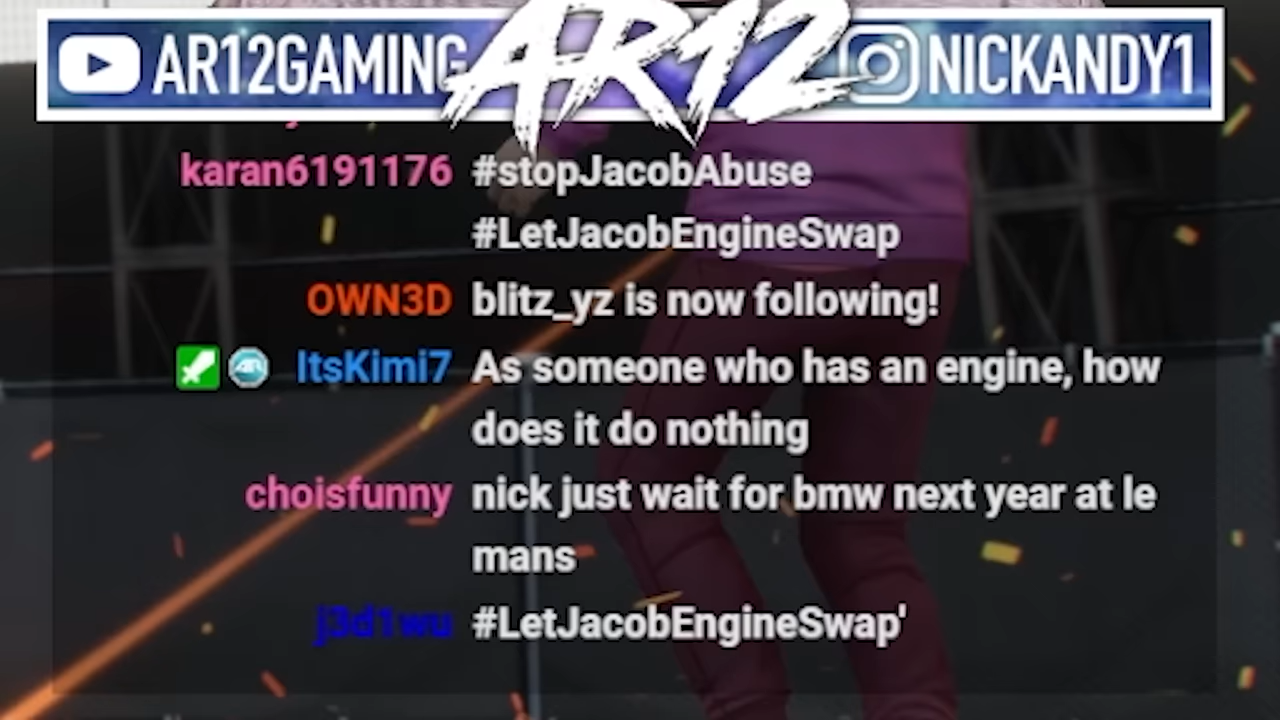 AR12GAMING AR12 NICKANDY1
karan6191176 #stopJacobAbuse
#LetJacobEngineSwap
OWN3D blitz_yz is now following!
ItsKimi7 As someone who has an engine, how
does it do nothing
choisfunny nick just wait for bmw next year at le
mans
j3d1wu #LetJacobEngineSwap'